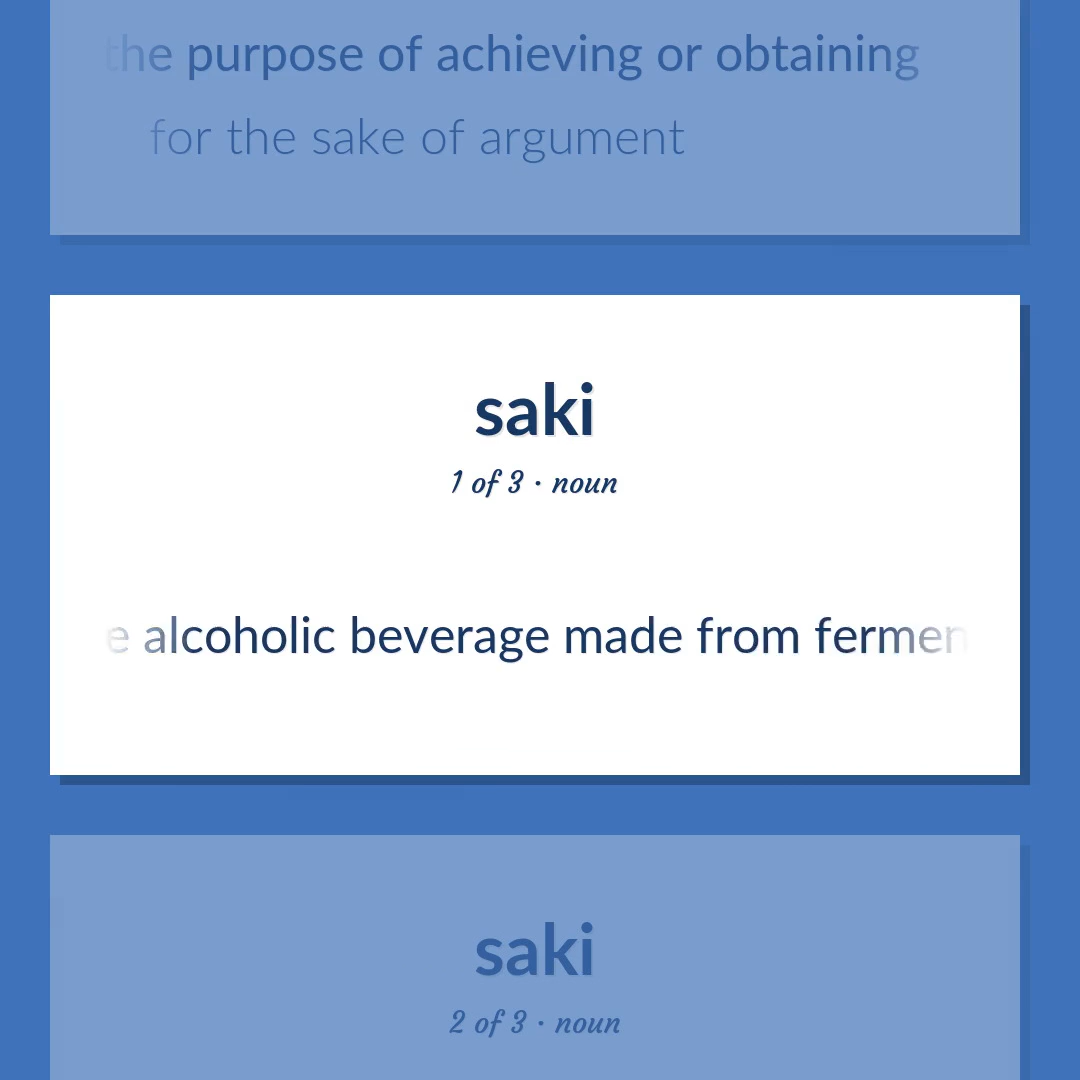 the purpose of achieving or obtaining
for the sake of argument
saki
1 of 3 · noun
e alcoholic beverage made from fermen
saki
2 of 3 · noun